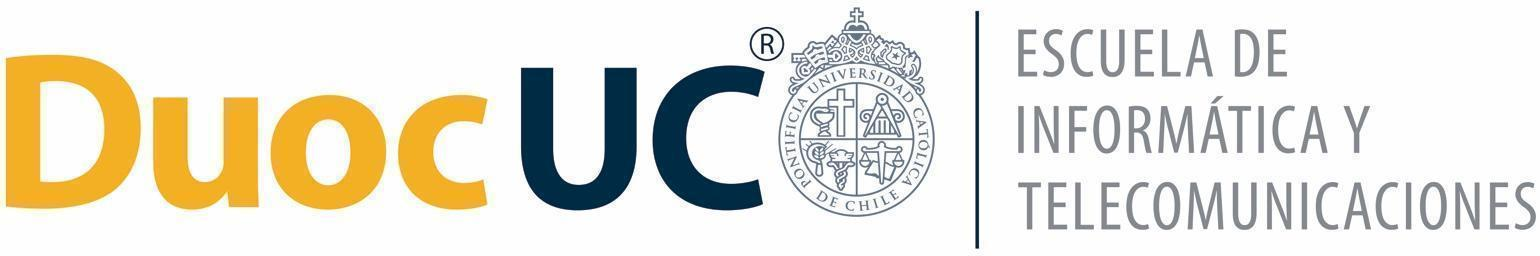 Duoc UC®
PONTIFICIA UNIVERSIDAD CATÓLICA
DE CHILE
ESCUELA DE
INFORMÁTICA Y
TELECOMUNICACIONES